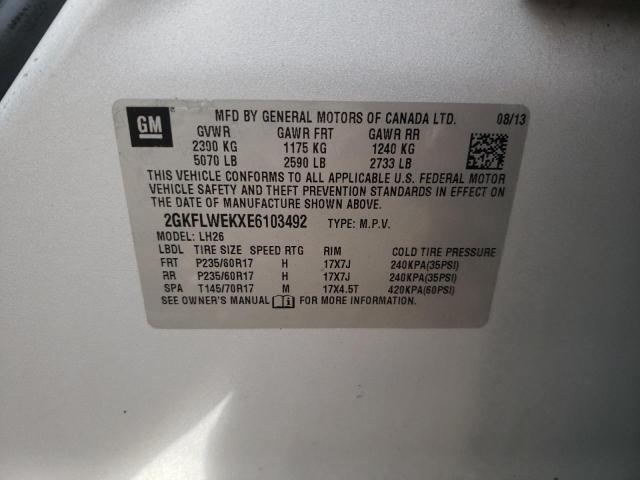 GM
MFD BY GENERAL MOTORS OF CANADA LTD. 08/13
GVWR GAWR FRT GAWR RR
2300 KG 1175 KG 1240 KG
5070 LB 2590 LB 2733 LB
THIS VEHICLE CONFORMS TO ALL APPLICABLE U.S. FEDERAL MOTOR
VEHICLE SAFETY AND THEFT PREVENTION STANDARDS IN EFFECT ON
THE DATE OF MANUFACTURE SHOWN ABOVE.
2GKFLWEKXE6103492 TYPE: M.P.V.
MODEL: LH26
LBDL TIRE SIZE SPEED RTG RIM COLD TIRE PRESSURE
FRT P235/60R17 H 17X7J 240KPA(35PSI)
RR P235/60R17 H 17X7J 240KPA(35PSI)
SPA T145/70R17 M 17X4.5T 420KPA(60PSI)
SEE OWNER'S MANUAL FOR MORE INFORMATION.